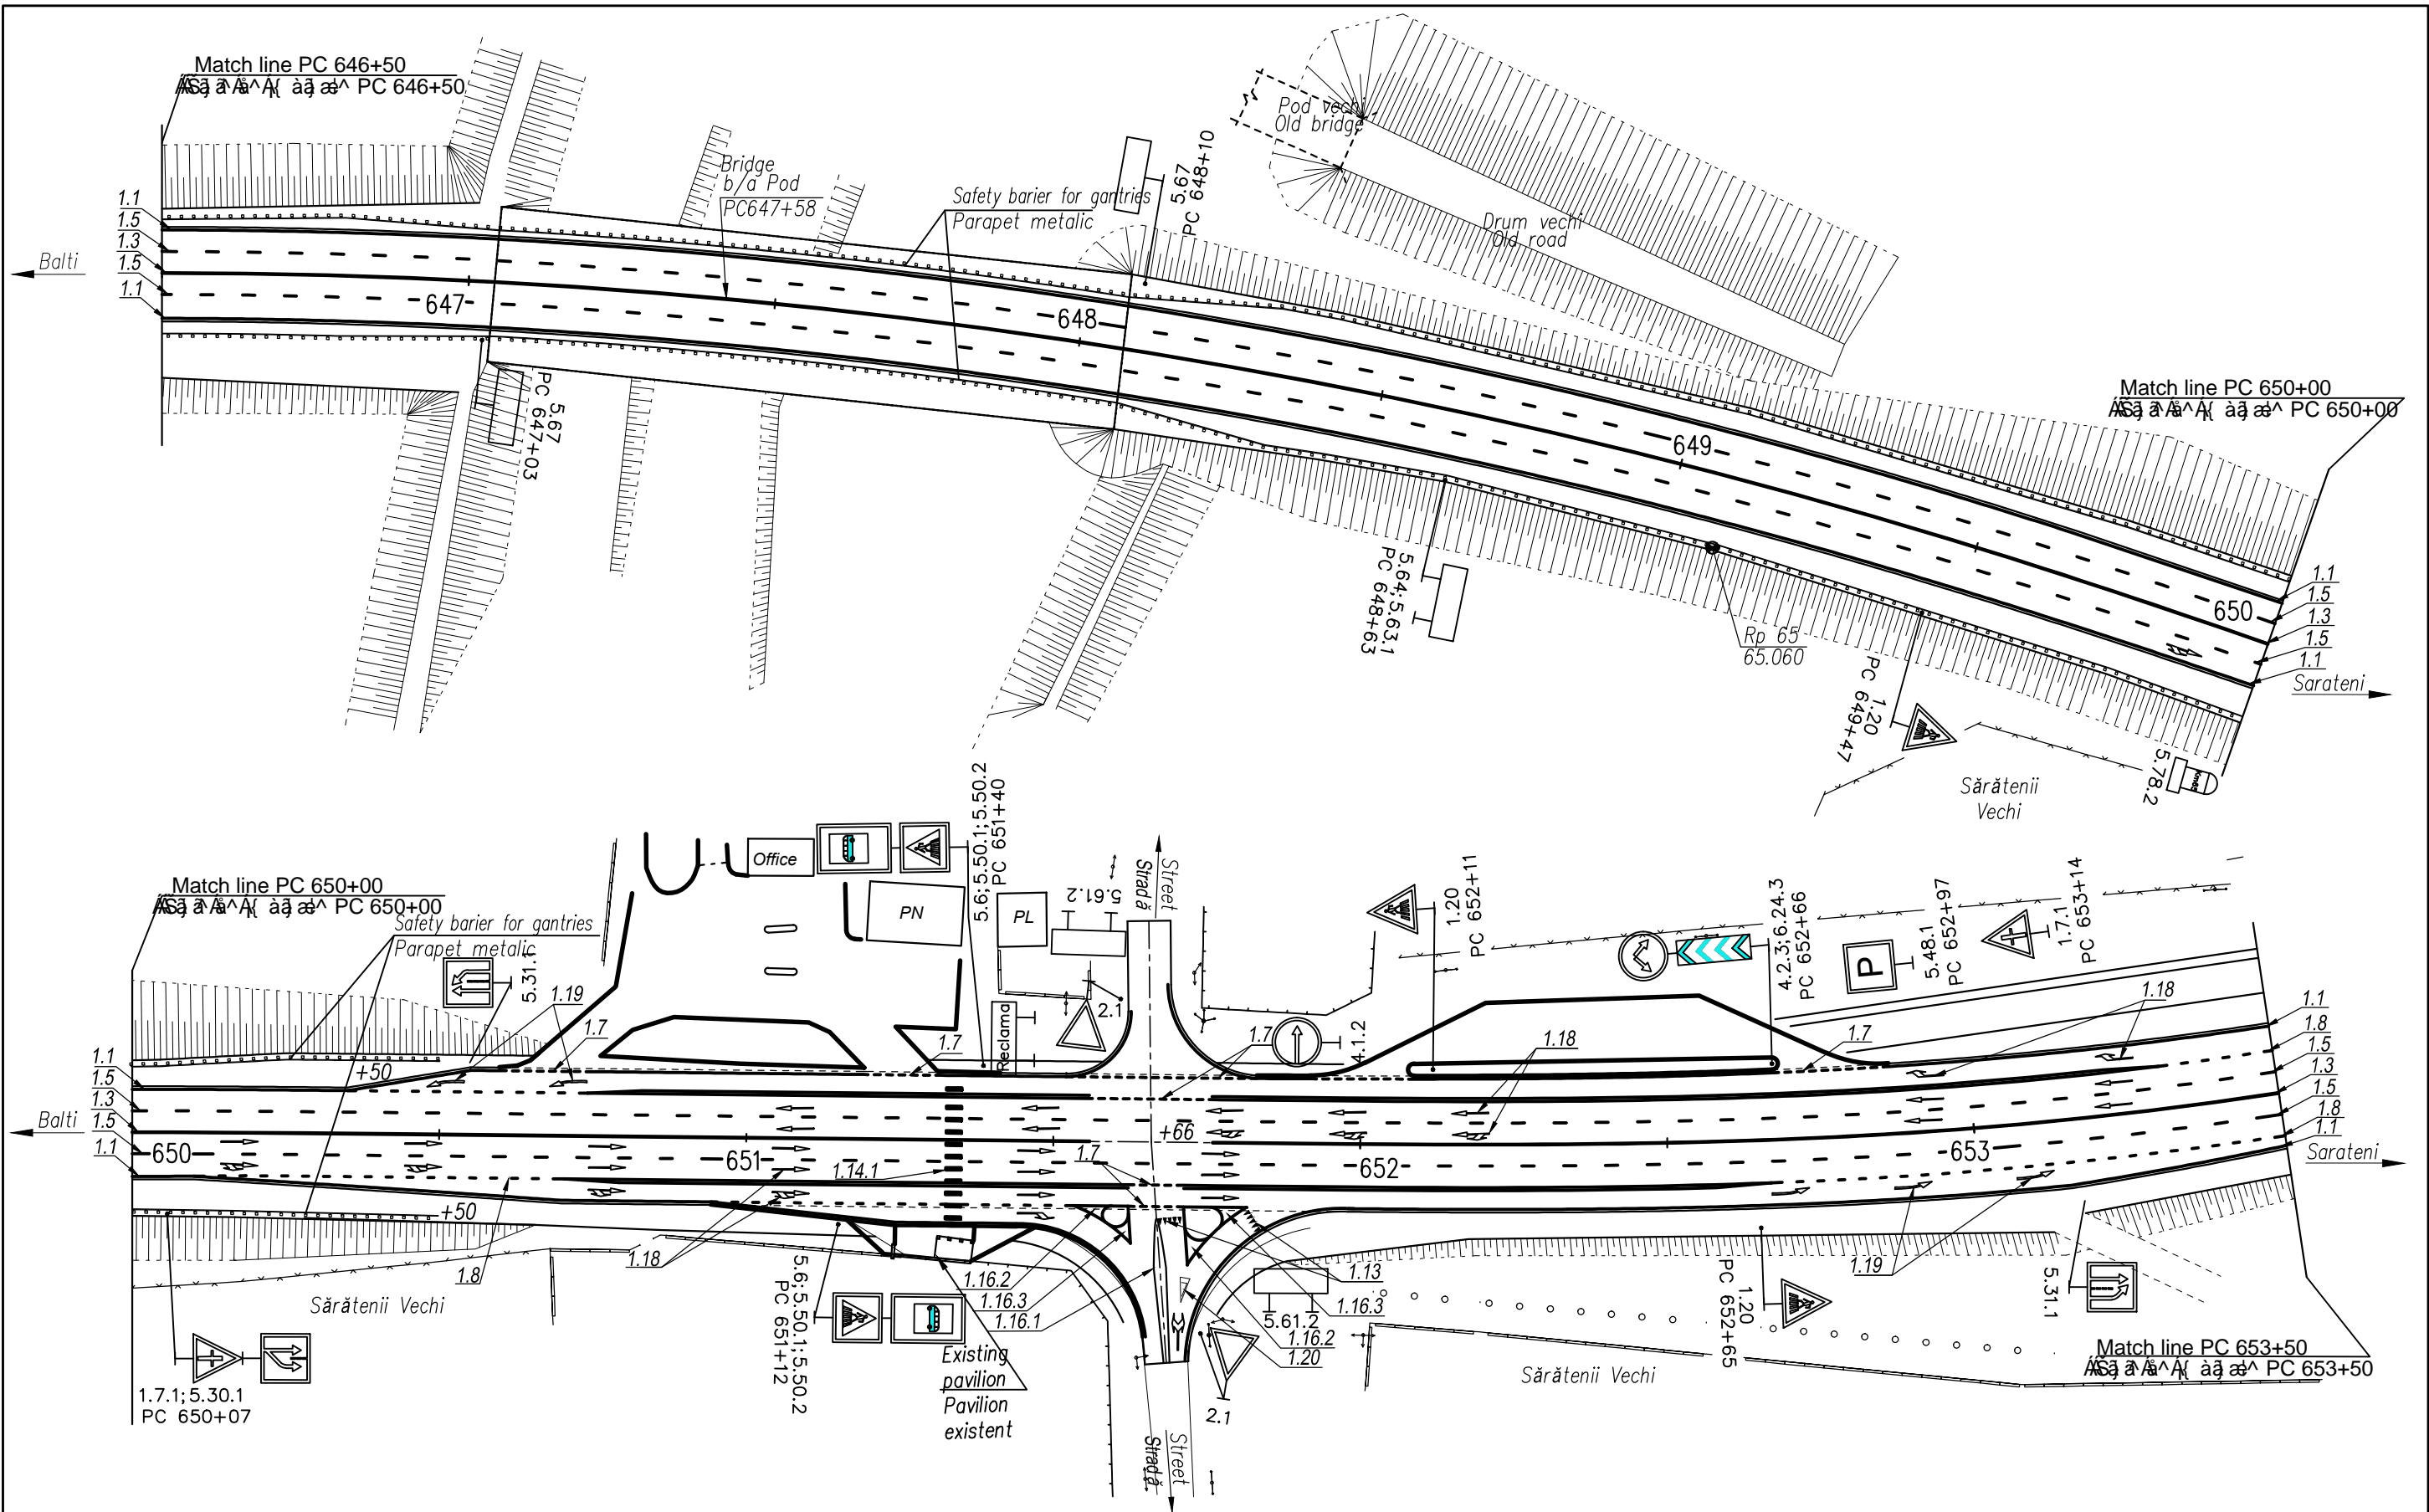 Match line PC 646+50
PC 646+50
1.1
1.5
1.3
1.5
1.1
Balti
647
Bridge
b/a Pod
PC647+58
Safety barier for gantries
Parapet metalic
5.67
PC 648+10
Pod vechi
Old bridge
Drum vechi
Old road
648
5.67
PC 647+03
649
Match line PC 650+00
PC 650+00
5.64;5.63.1
PC 648+63
Rp 65
65.060
1.20
PC 649+47
650
1.1
1.5
1.3
1.5
1.1
Sarateni
Sărătenii
Vechi
5.78.2
Km65
Match line PC 650+00
PC 650+00
Safety barier for gantries
Parapet metalic
5.31.1
1.19
1.7
Office
PN
5.6;5.50.1;5.50.2
PC 651+40
PL
5.61.2
Stradă
Street
Reclama
2.1
1.7
1.7
4.1.2
1.20
PC 652+11
1.18
4.2.3;6.24.3
PC 652+66
P
5.48.1
PC 652+97
1.7.1
PC 653+14
1.18
1.7
1.1
1.8
1.5
1.3
1.5
1.8
1.1
Sarateni
1.1
1.5
1.3
1.5
1.1
Balti
+50
650
651
1.14.1
+66
1.7
652
653
+50
1.8
1.18
Sărătenii Vechi
1.7.1;5.30.1
PC 650+07
5.6;5.50.1;5.50.2
PC 651+12
1.16.2
1.16.3
1.16.1
Existing
pavilion
Pavilion
existent
1.13
1.16.3
5.61.2
1.16.2
1.20
2.1
Stradă
Street
1.20
PC 652+65
1.19
5.31.1
Sărătenii Vechi
Match line PC 653+50
PC 653+50